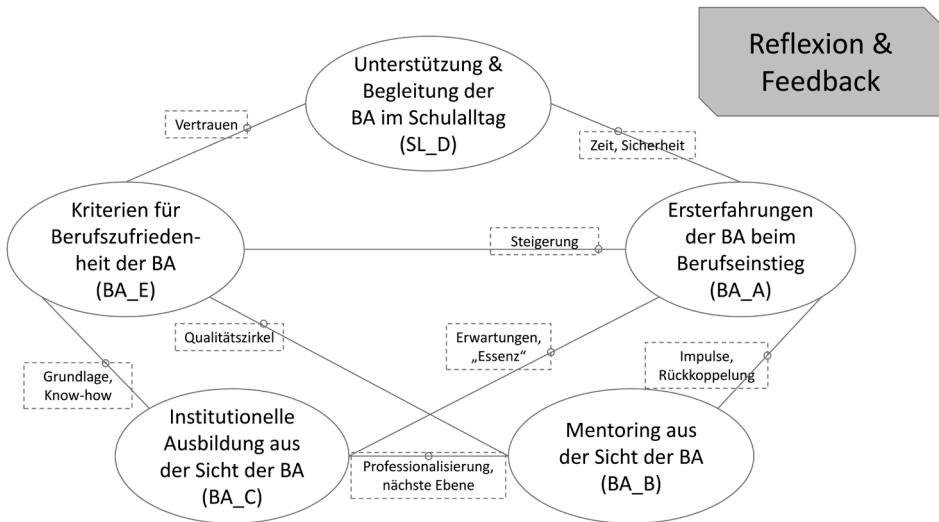 Reflexion &
Feedback
Unterstützung &
Begleitung der
BA im Schulalltag
(SL_D)
Vertrauen
Zeit, Sicherheit
Kriterien für
Berufszufrieden-
heit der BA
(BA_E)
Steigerung
Ersterfahrungen
der BA beim
Berufseinstieg
(BA_A)
Qualitätszirkel
Erwartungen,
„Essenz“
Impulse,
Rückkoppelung
Grundlage,
Know-how
Institutionelle
Ausbildung aus
der Sicht der BA
(BA_C)
Professionalisierung,
nächste Ebene
Mentoring aus
der Sicht der BA
(BA_B)